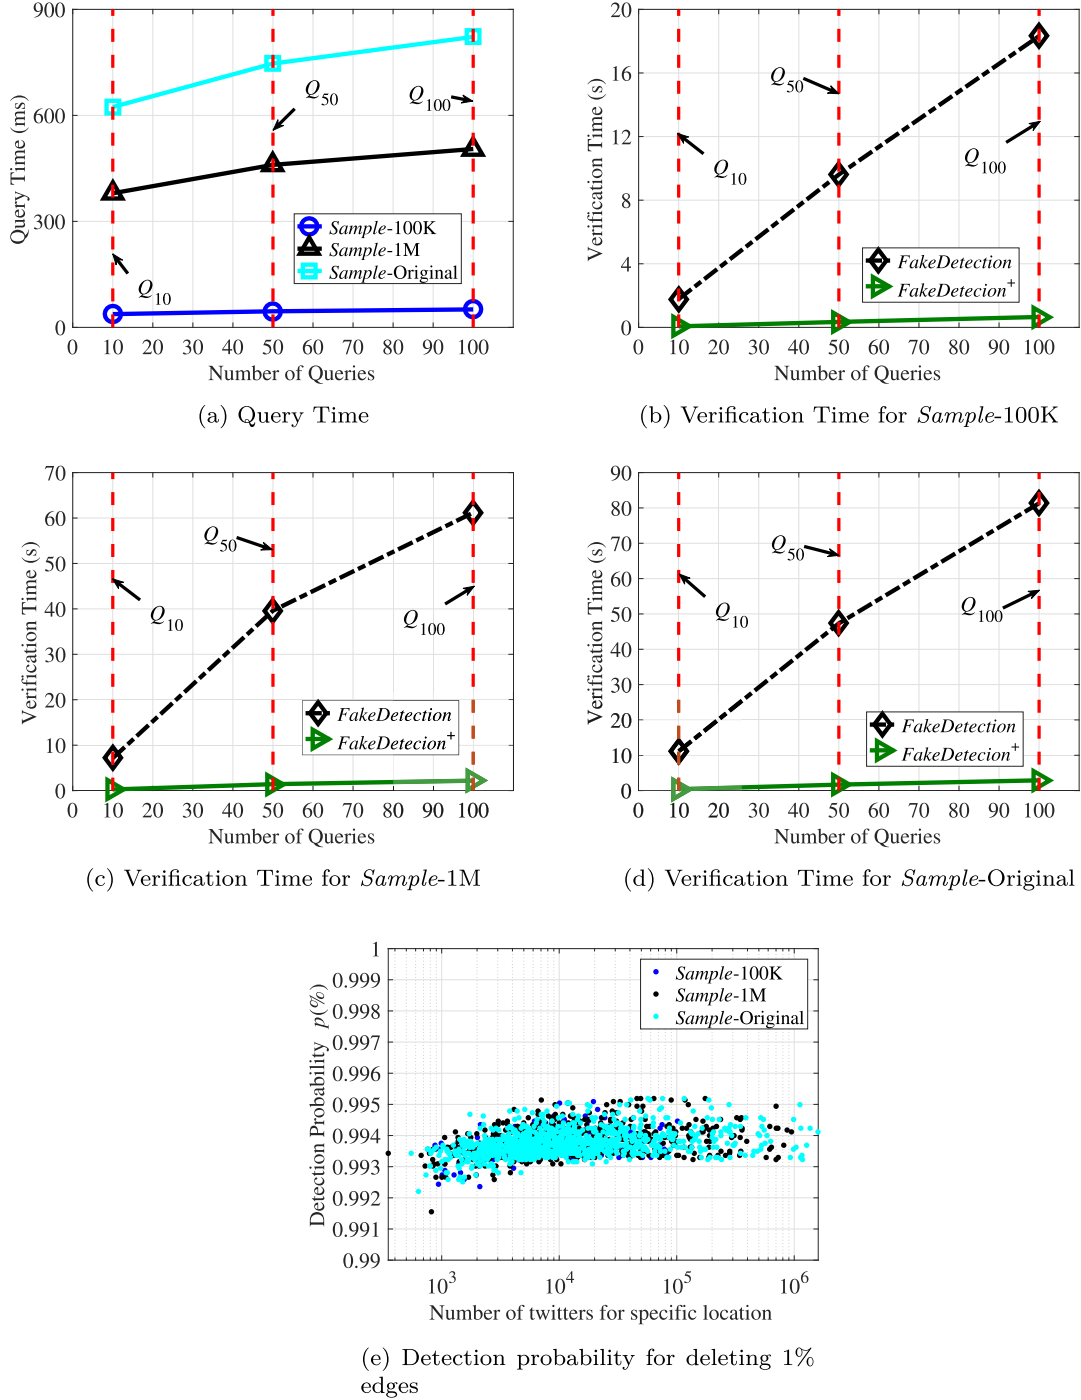 900
600
300
0
Query Time (ms)
Q50
Q100
Q10
Sample-100K
Sample-1M
Sample-Original
0 10 20 30 40 50 60 70 80 90 100
Number of Queries
(a) Query Time
20
16
12
8
4
0
Verification Time (s)
Q50
Q10
Q100
FakeDetection
FakeDetecion+
0 10 20 30 40 50 60 70 80 90 100
Number of Queries
(b) Verification Time for Sample-100K
70
60
50
40
30
20
10
0
Verification Time (s)
Q50
Q10
Q100
FakeDetection
FakeDetecion+
0 10 20 30 40 50 60 70 80 90 100
Number of Queries
(c) Verification Time for Sample-1M
90
80
70
60
50
40
30
20
10
0
Verification Time (s)
Q50
Q10
Q100
FakeDetection
FakeDetecion+
0 10 20 30 40 50 60 70 80 90 100
Number of Queries
(d) Verification Time for Sample-Original
1
0.999
0.998
0.997
0.996
0.995
0.994
0.993
0.992
0.991
0.99
Detection Probability p(%)
Sample-100K
Sample-1M
Sample-Original
10^3 10^4 10^5 10^6
Number of twitters for specific location
(e) Detection probability for deleting 1%
edges